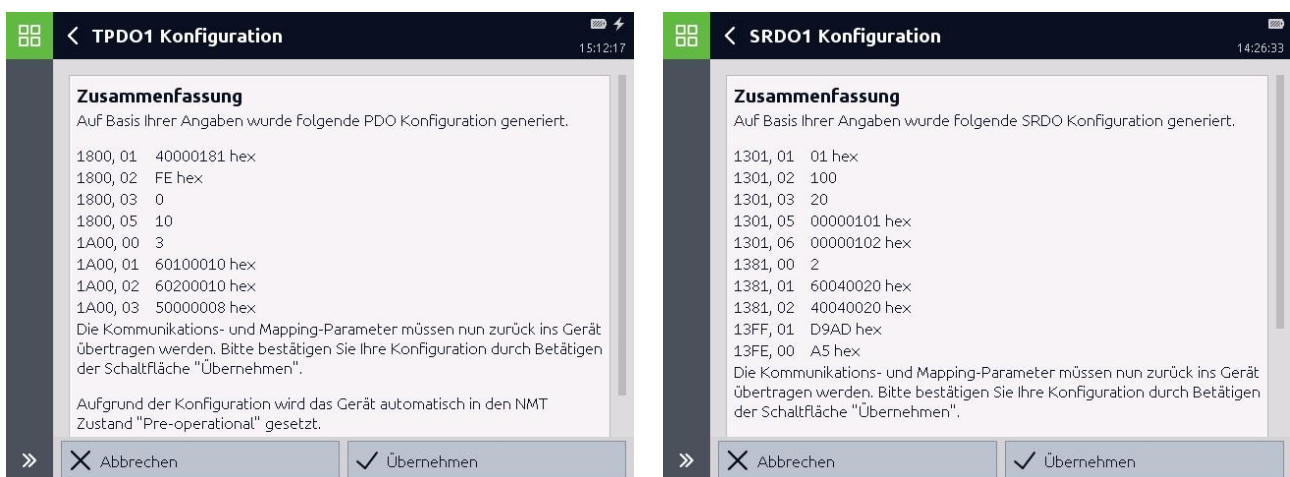 TPDO1 Konfiguration
15:12:17
Zusammenfassung
Auf Basis Ihrer Angaben wurde folgende PDO Konfiguration generiert.
1800, 01 40000181 hex
1800, 02 FE hex
1800, 03 0
1800, 05 10
1A00, 00 3
1A00, 01 60100010 hex
1A00, 02 60200010 hex
1A00, 03 50000008 hex
Die Kommunikations- und Mapping-Parameter müssen nun zurück ins Gerät
übertragen werden. Bitte bestätigen Sie Ihre Konfiguration durch Betätigen
der Schaltfläche "Übernehmen".
Aufgrund der Konfiguration wird das Gerät automatisch in den NMT
Zustand "Pre-operational" gesetzt.
Abbrechen
Übernehmen
SRDO1 Konfiguration
14:26:33
Zusammenfassung
Auf Basis Ihrer Angaben wurde folgende SRDO Konfiguration generiert.
1301, 01 01 hex
1301, 02 100
1301, 03 20
1301, 05 00000101 hex
1301, 06 00000102 hex
1381, 00 2
1381, 01 60040020 hex
1381, 02 40040020 hex
13FF, 01 D9AD hex
13FE, 00 A5 hex
Die Kommunikations- und Mapping-Parameter müssen nun zurück ins Gerät
übertragen werden. Bitte bestätigen Sie Ihre Konfiguration durch Betätigen
der Schaltfläche "Übernehmen".
Abbrechen
Übernehmen